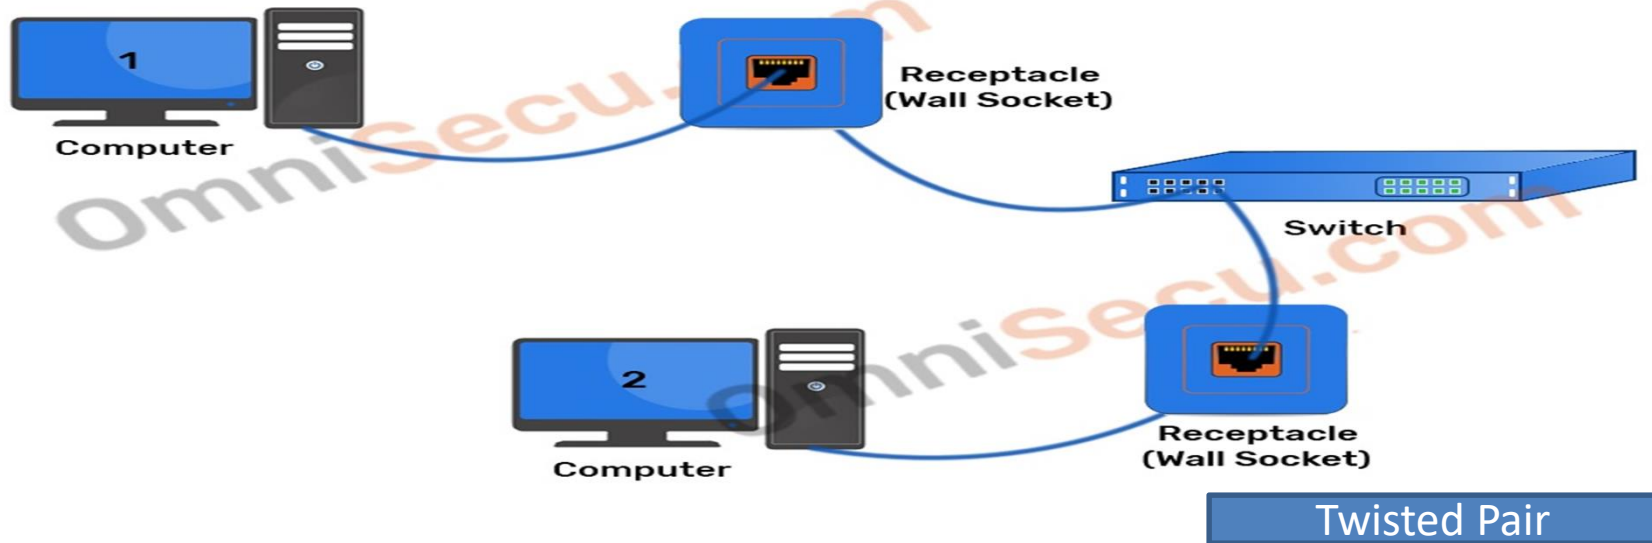 1
Computer
Receptacle
(Wall Socket)
Switch
OmniSecu.com
2
Computer
OmniSecu.com
Receptacle
(Wall Socket)
Twisted Pair